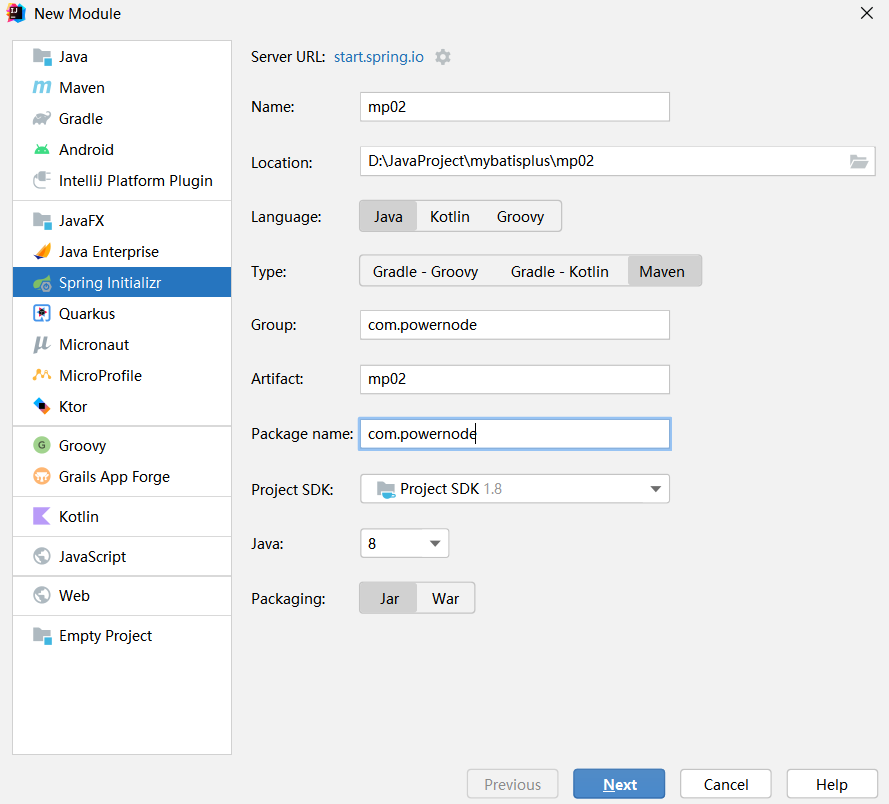 New Module
Java
Maven
Gradle
Android
IntelliJ Platform Plugin
JavaFX
Java Enterprise
Spring Initializr
Quarkus
Micronaut
MicroProfile
Ktor
Groovy
Grails App Forge
Kotlin
JavaScript
Web
Empty Project
Server URL: start.spring.io
Name: mp02
Location: D:\JavaProject\mybatisplus\mp02
Language: Java Kotlin Groovy
Type: Gradle - Groovy Gradle - Kotlin Maven
Group: com.powernode
Artifact: mp02
Package name: com.powernode
Project SDK: Project SDK 1.8
Java: 8
Packaging: Jar War
Previous Next Cancel Help